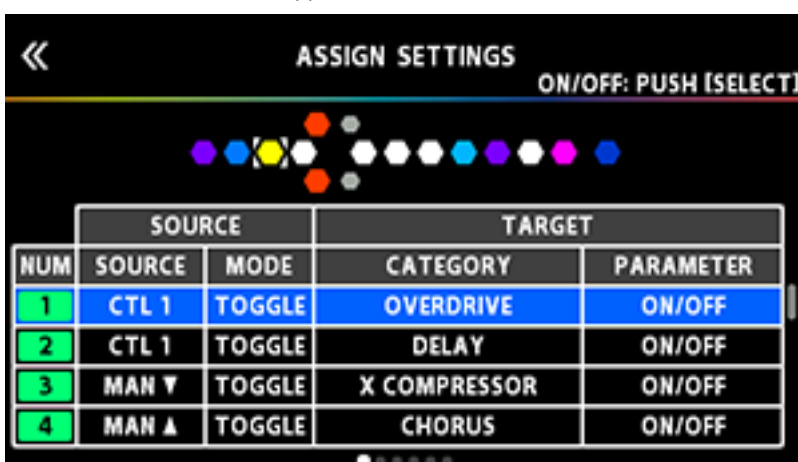 ASSIGN SETTINGS
ON/OFF: PUSH [SELECT]
SOURCE TARGET
NUM SOURCE MODE CATEGORY PARAMETER
1 CTL 1 TOGGLE OVERDRIVE ON/OFF
2 CTL 1 TOGGLE DELAY ON/OFF
3 MAN ▼ TOGGLE X COMPRESSOR ON/OFF
4 MAN ▲ TOGGLE CHORUS ON/OFF